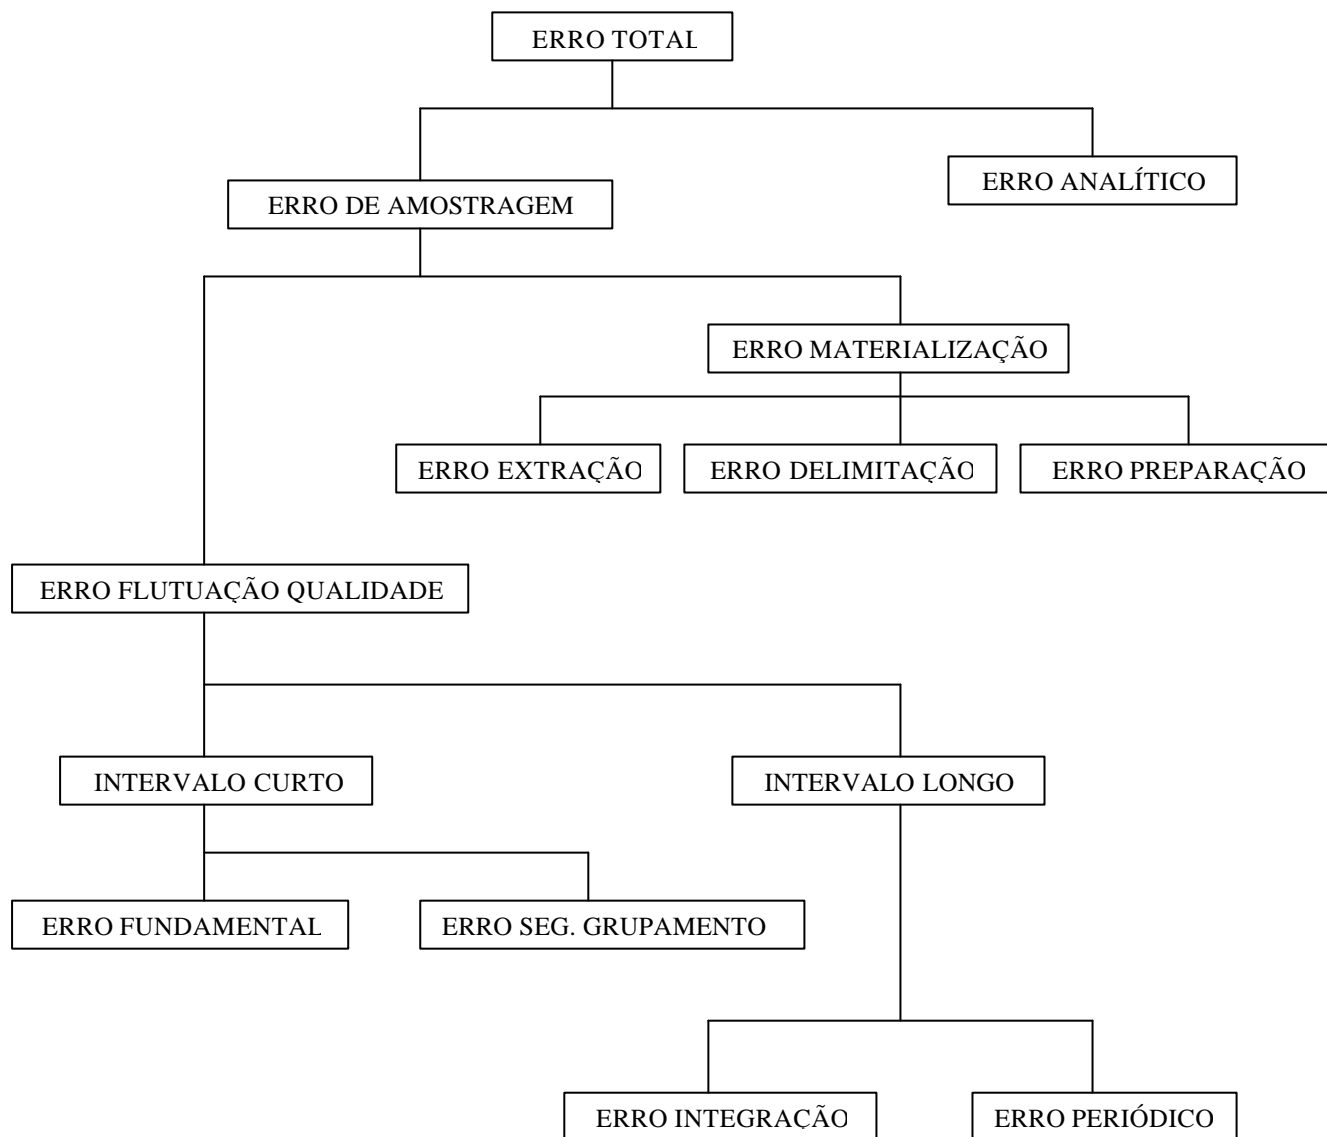 ERRO TOTAL
ERRO ANALÍTICO
ERRO DE AMOSTRAGEM
ERRO MATERIALIZAÇÃO
ERRO EXTRAÇÃO
ERRO DELIMITAÇÃO
ERRO PREPARAÇÃO
ERRO FLUTUAÇÃO QUALIDADE
INTERVALO CURTO
INTERVALO LONGO
ERRO FUNDAMENTAL
ERRO SEG. GRUPAMENTO
ERRO INTEGRAÇÃO
ERRO PERIÓDICO